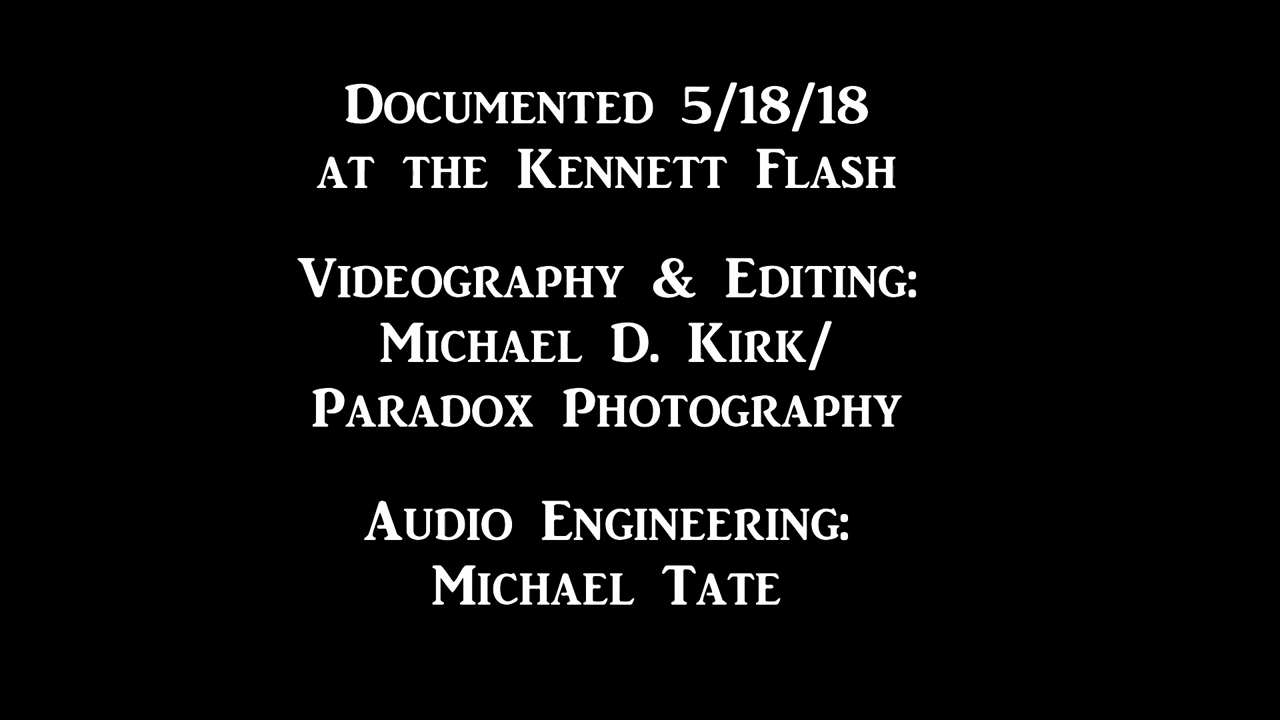 Documented 5/18/18
at the Kennett Flash
Videography & Editing:
Michael D. Kirk/
Paradox Photography
Audio Engineering:
Michael Tate